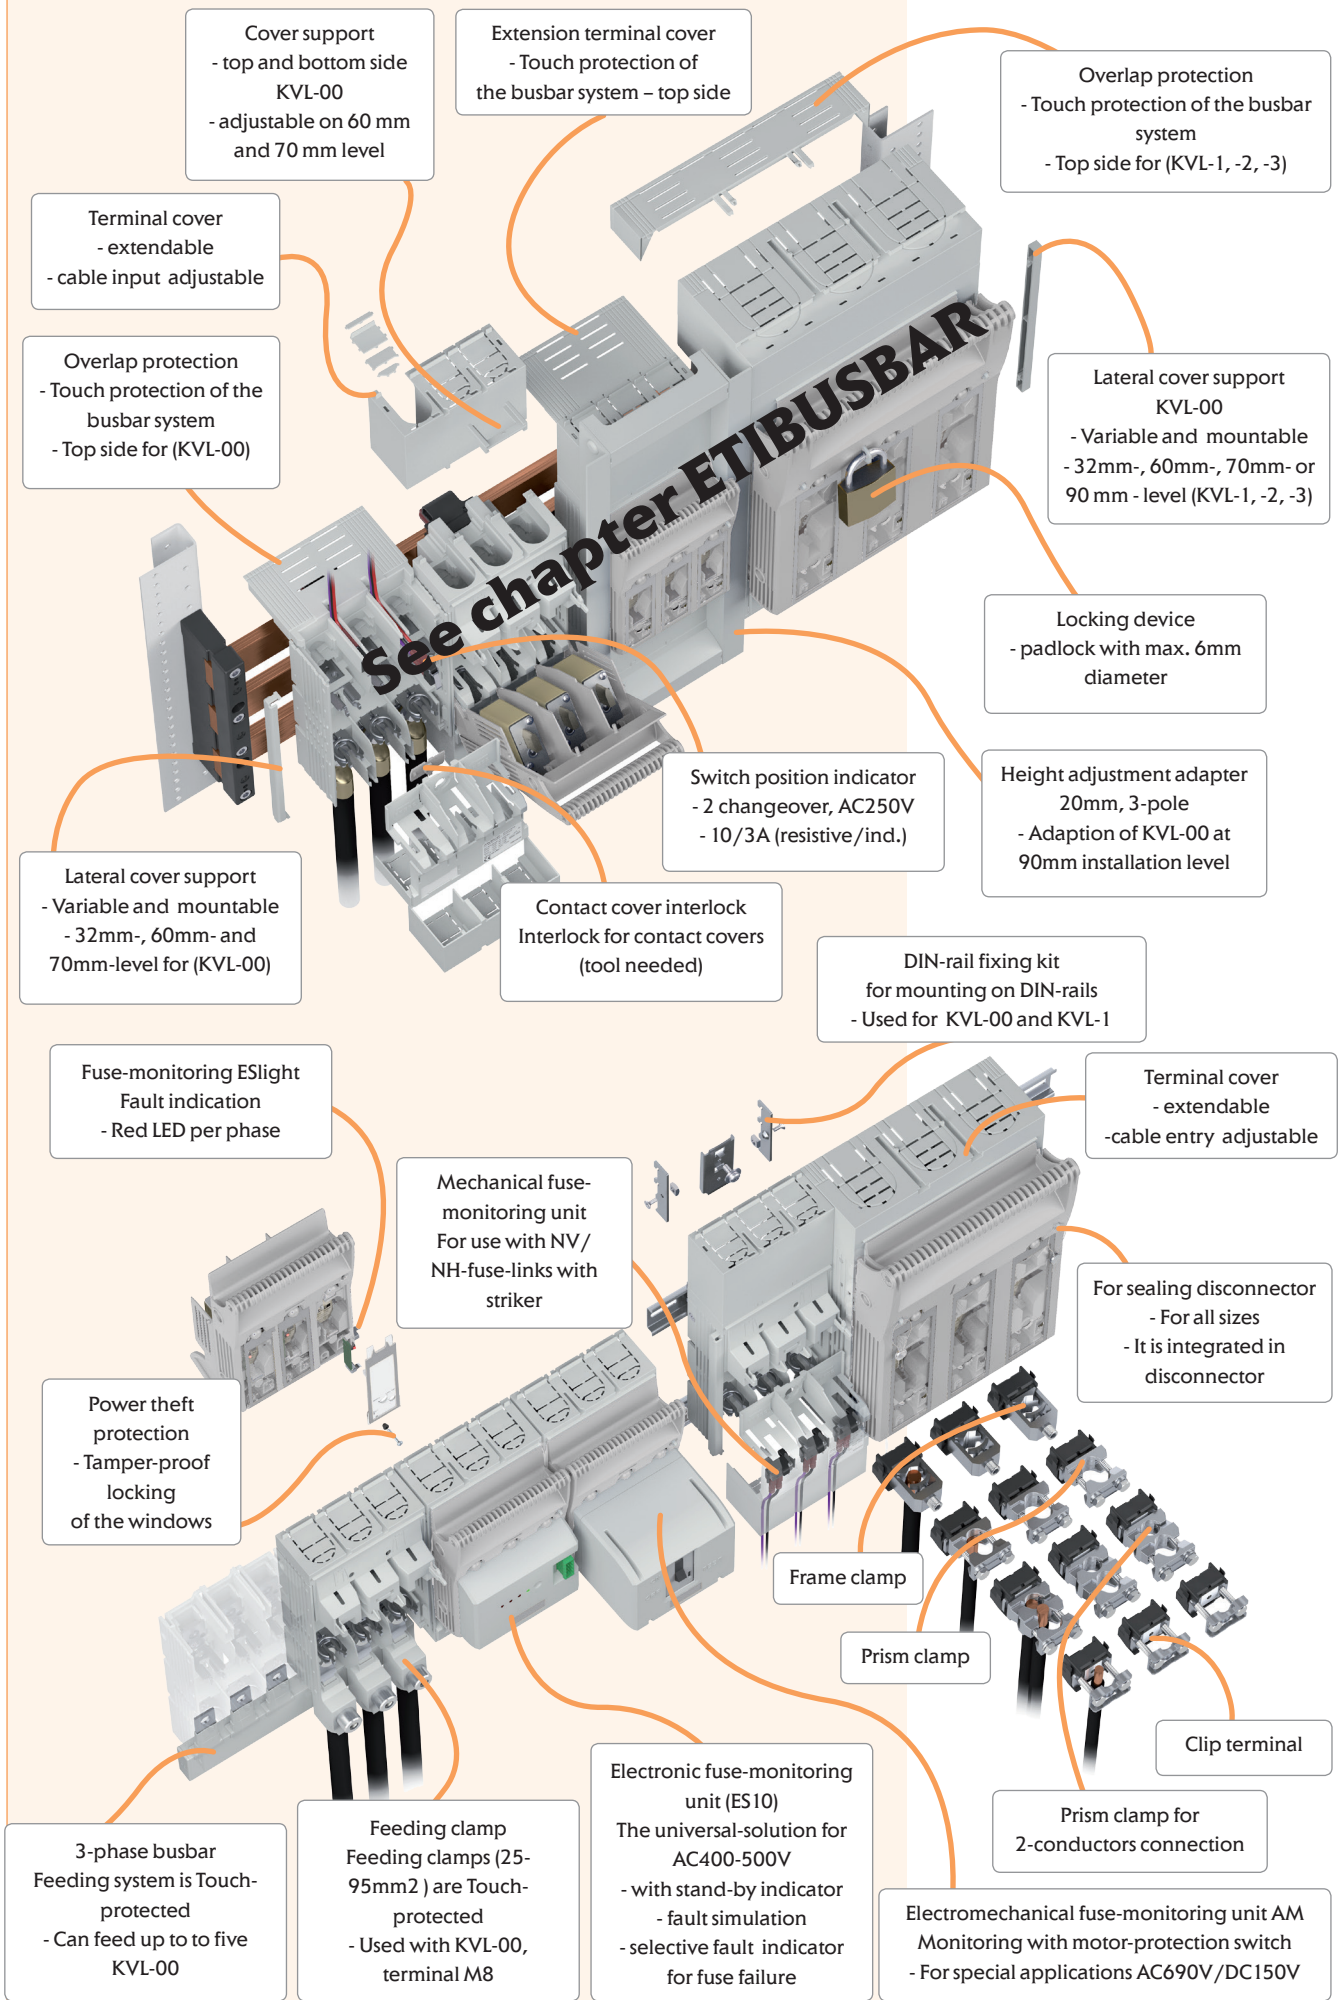 Cover support
- top and bottom side
KVL-00
- adjustable on 60 mm
and 70 mm level
Extension terminal cover
- Touch protection of
the busbar system – top side
Overlap protection
- Touch protection of the busbar
system
- Top side for (KVL-1, -2, -3)
Terminal cover
- extendable
- cable input adjustable
Overlap protection
- Touch protection of the
busbar system
- Top side for (KVL-00)
Lateral cover support
KVL-00
- Variable and mountable
- 32mm-, 60mm-, 70mm- or
90 mm - level (KVL-1, -2, -3)
See chapter ETIBUSBAR
Locking device
- padlock with max. 6mm
diameter
Switch position indicator
- 2 changeover, AC250V
- 10/3A (resistive/ind.)
Height adjustment adapter
20mm, 3-pole
- Adaption of KVL-00 at
90mm installation level
Lateral cover support
- Variable and mountable
- 32mm-, 60mm- and
70mm-level for (KVL-00)
Contact cover interlock
Interlock for contact covers
(tool needed)
DIN-rail fixing kit
for mounting on DIN-rails
- Used for KVL-00 and KVL-1
Fuse-monitoring ESlight
Fault indication
- Red LED per phase
Terminal cover
- extendable
-cable entry adjustable
Mechanical fuse-
monitoring unit
For use with NV/
NH-fuse-links with
striker
For sealing disconnector
- For all sizes
- It is integrated in
disconnector
Power theft
protection
- Tamper-proof
locking
of the windows
Frame clamp
Prism clamp
Clip terminal
Prism clamp for
2-conductors connection
3-phase busbar
Feeding system is Touch-
protected
- Can feed up to to five
KVL-00
Feeding clamp
Feeding clamps (25-
95mm2 ) are Touch-
protected
- Used with KVL-00,
terminal M8
Electronic fuse-monitoring
unit (ES10)
The universal-solution for
AC400-500V
- with stand-by indicator
- fault simulation
- selective fault indicator
for fuse failure
Electromechanical fuse-monitoring unit AM
Monitoring with motor-protection switch
- For special applications AC690V/DC150V